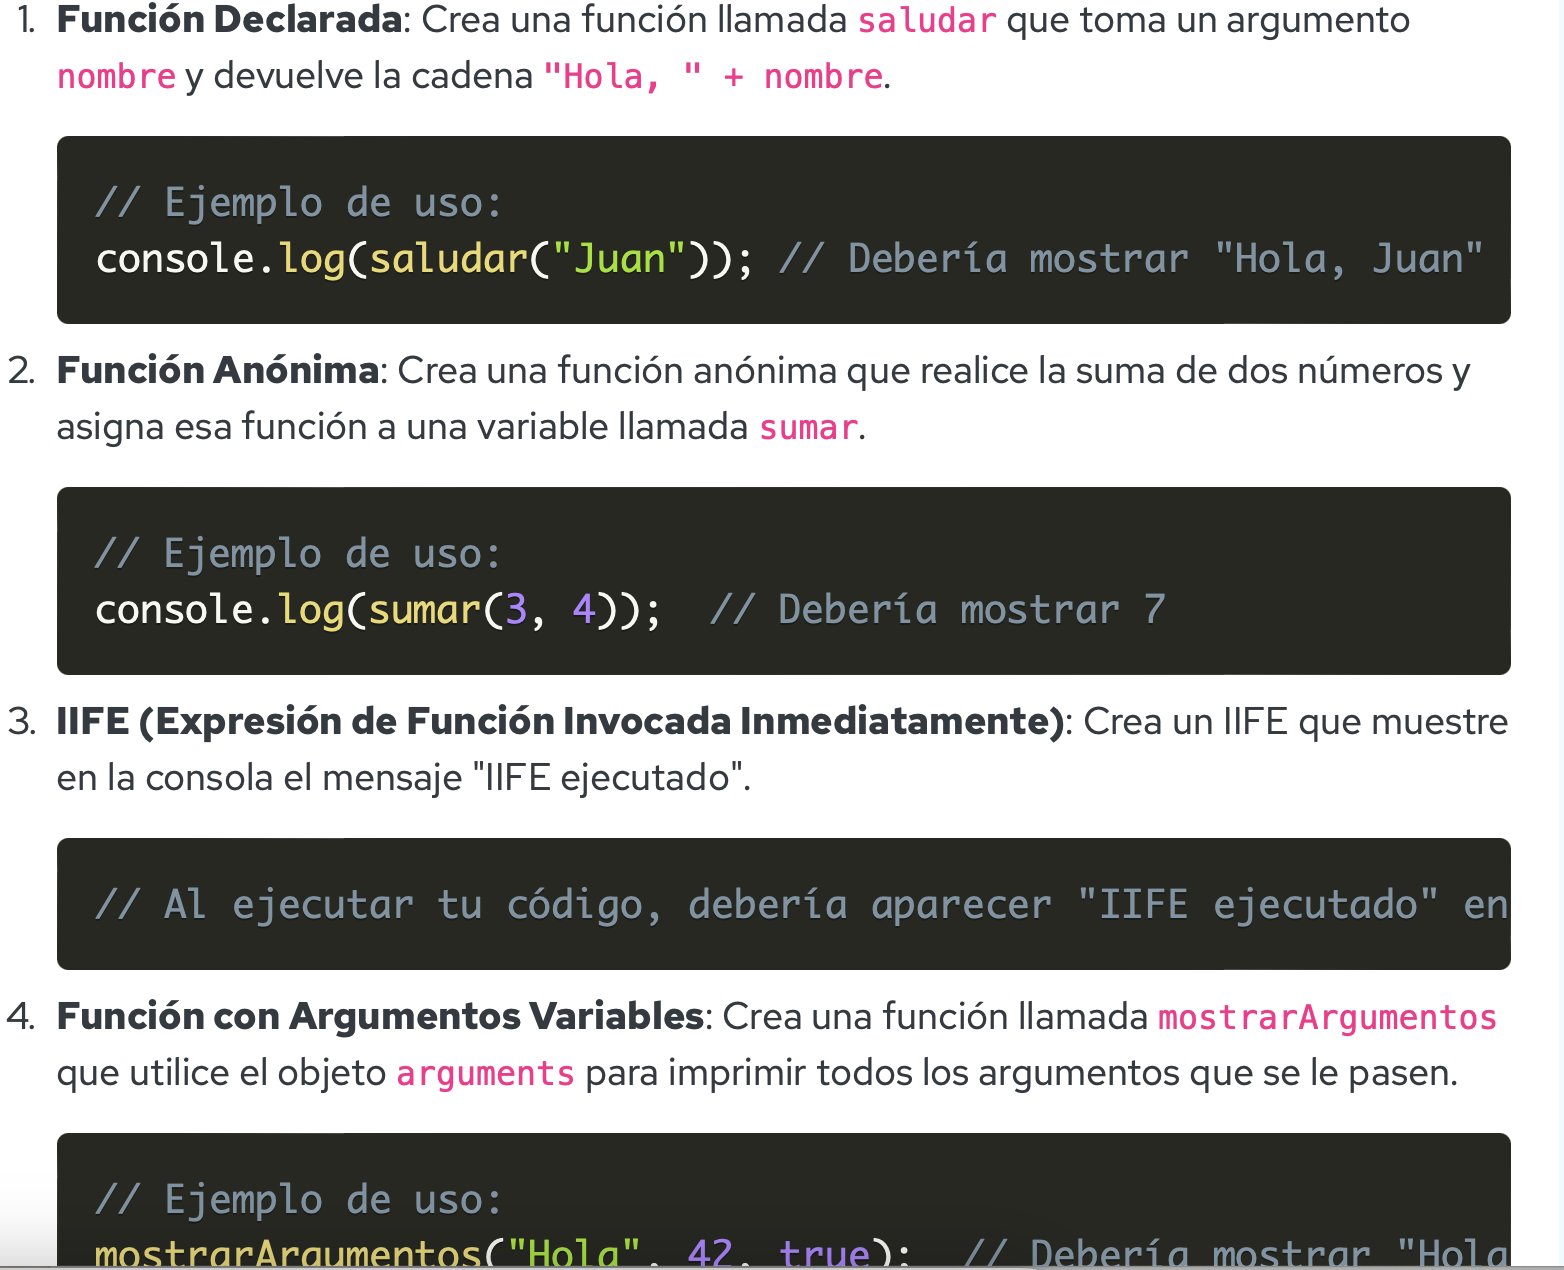 1. Función Declarada: Crea una función llamada saludar que toma un argumento
nombre y devuelve la cadena "Hola, " + nombre.
// Ejemplo de uso:
console.log(saludar("Juan")); // Debería mostrar "Hola, Juan"
2. Función Anónima: Crea una función anónima que realice la suma de dos números y
asigna esa función a una variable llamada sumar.
// Ejemplo de uso:
console.log(sumar(3, 4));  // Debería mostrar 7
3. IIFE (Expresión de Función Invocada Inmediatamente): Crea un IIFE que muestre
en la consola el mensaje "IIFE ejecutado".
// Al ejecutar tu código, debería aparecer "IIFE ejecutado" en
4. Función con Argumentos Variables: Crea una función llamada mostrarArgumentos
que utilice el objeto arguments para imprimir todos los argumentos que se le pasen.
// Ejemplo de uso:
mostrarArgumentos("Hola", 42, true);  // Debería mostrar "Hola